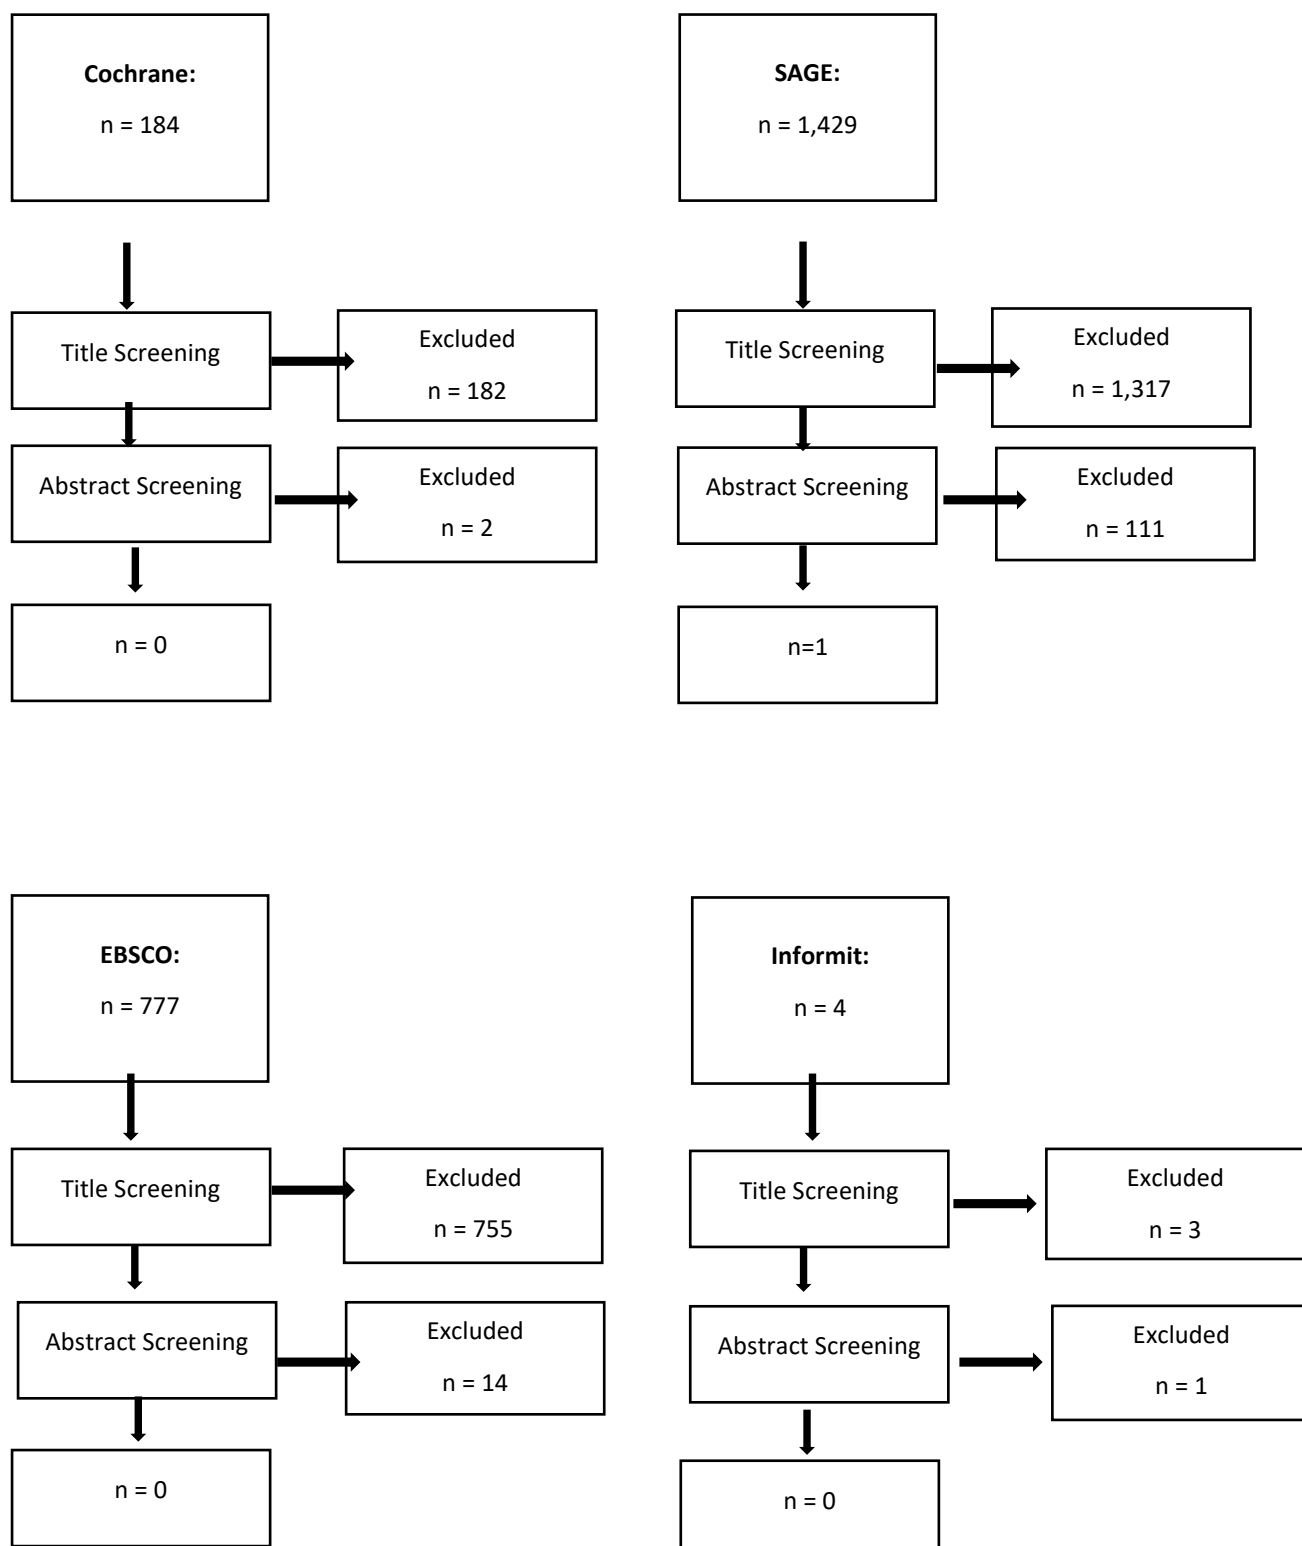 Cochrane:
n = 184
Title Screening
Excluded
n = 182
Abstract Screening
Excluded
n = 2
n = 0
SAGE:
n = 1,429
Title Screening
Excluded
n = 1,317
Abstract Screening
Excluded
n = 111
n=1
EBSCO:
n = 777
Title Screening
Excluded
n = 755
Abstract Screening
Excluded
n = 14
n = 0
Informit:
n = 4
Title Screening
Excluded
n = 3
Abstract Screening
Excluded
n = 1
n = 0